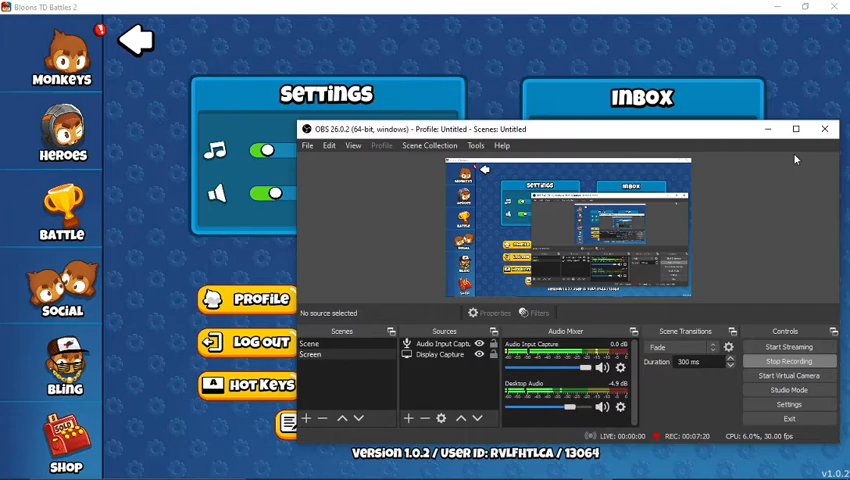 Bloons TD Battles 2
Monkeys
Heroes
Battle
Social
Bling
Shop
Settings
Inbox
Profile
Log Out
A
Hot Keys
OBS 26.0.2 (64-bit, windows) - Profile: Untitled - Scenes: Untitled
File Edit View Profile Scene Collection Tools Help
Settings Inbox
No source selected
Properties Filters
Scenes
Scene
Screen
Sources
Audio Input Capt.
Display Capture
Audio Mixer
Audio Input Capture 0.0 dB
Desktop Audio -4.9 dB
Scene Transitions
Fade
Duration 300 ms
Controls
Start Streaming
Stop Recording
Start Virtual Camera
Studio Mode
Settings
Exit
LIVE: 00:00:00 REC: 00:07:20 CPU: 6.0%, 30.00 fps
Version 1.0.2 / User ID: RVLFHTLCA / 13064
v1.0.2